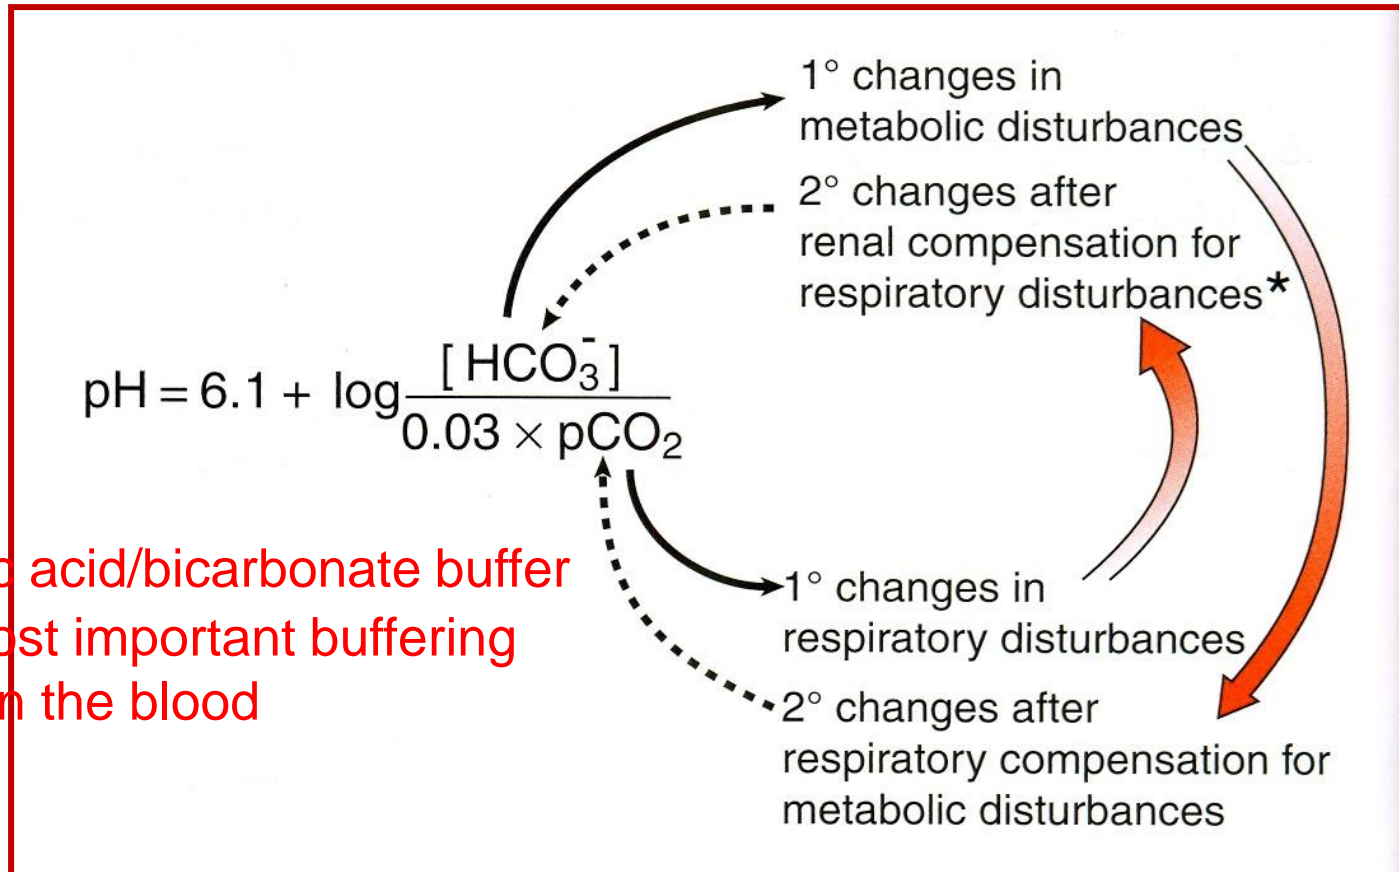 1° changes in
metabolic disturbances
2° changes after
renal compensation for
respiratory disturbances*
pH = 6.1 + log [HCO₃⁻] / 0.03 × pCO₂
acid/bicarbonate buffer
important buffering
the blood
1° changes in
respiratory disturbances
2° changes after
respiratory compensation for
metabolic disturbances